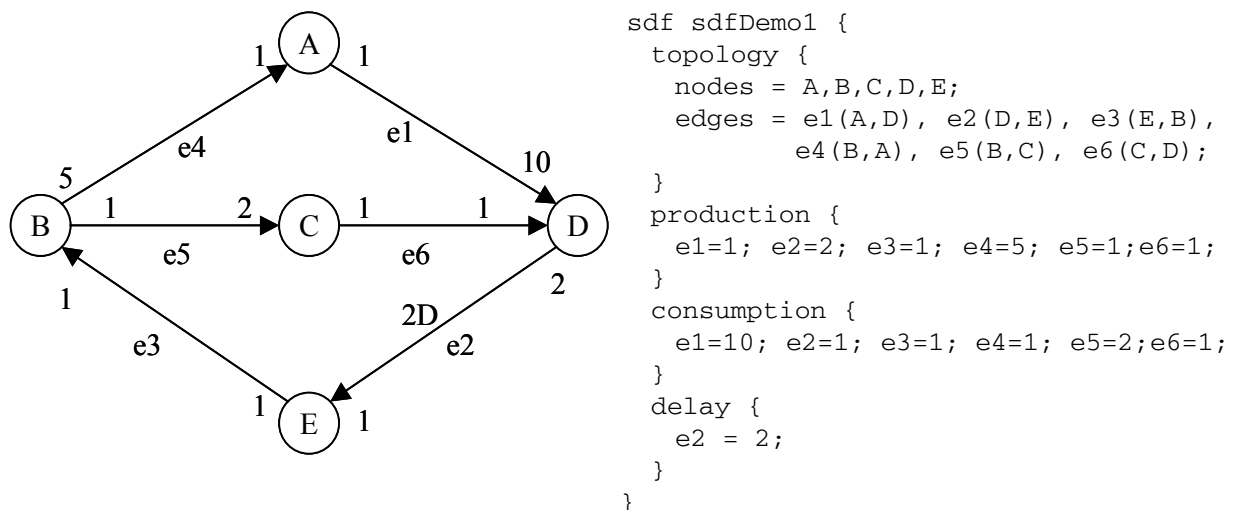 A
1
1
e4
e1
5
10
B
1
2
C
1
1
D
e5
e6
1
2
2D
e3
e2
1
E
1
sdf sdfDemo1 {
topology {
nodes = A,B,C,D,E;
edges = e1(A,D), e2(D,E), e3(E,B),
e4(B,A), e5(B,C), e6(C,D);
}
production {
e1=1; e2=2; e3=1; e4=5; e5=1;e6=1;
}
consumption {
e1=10; e2=1; e3=1; e4=1; e5=2;e6=1;
}
delay {
e2 = 2;
}
}